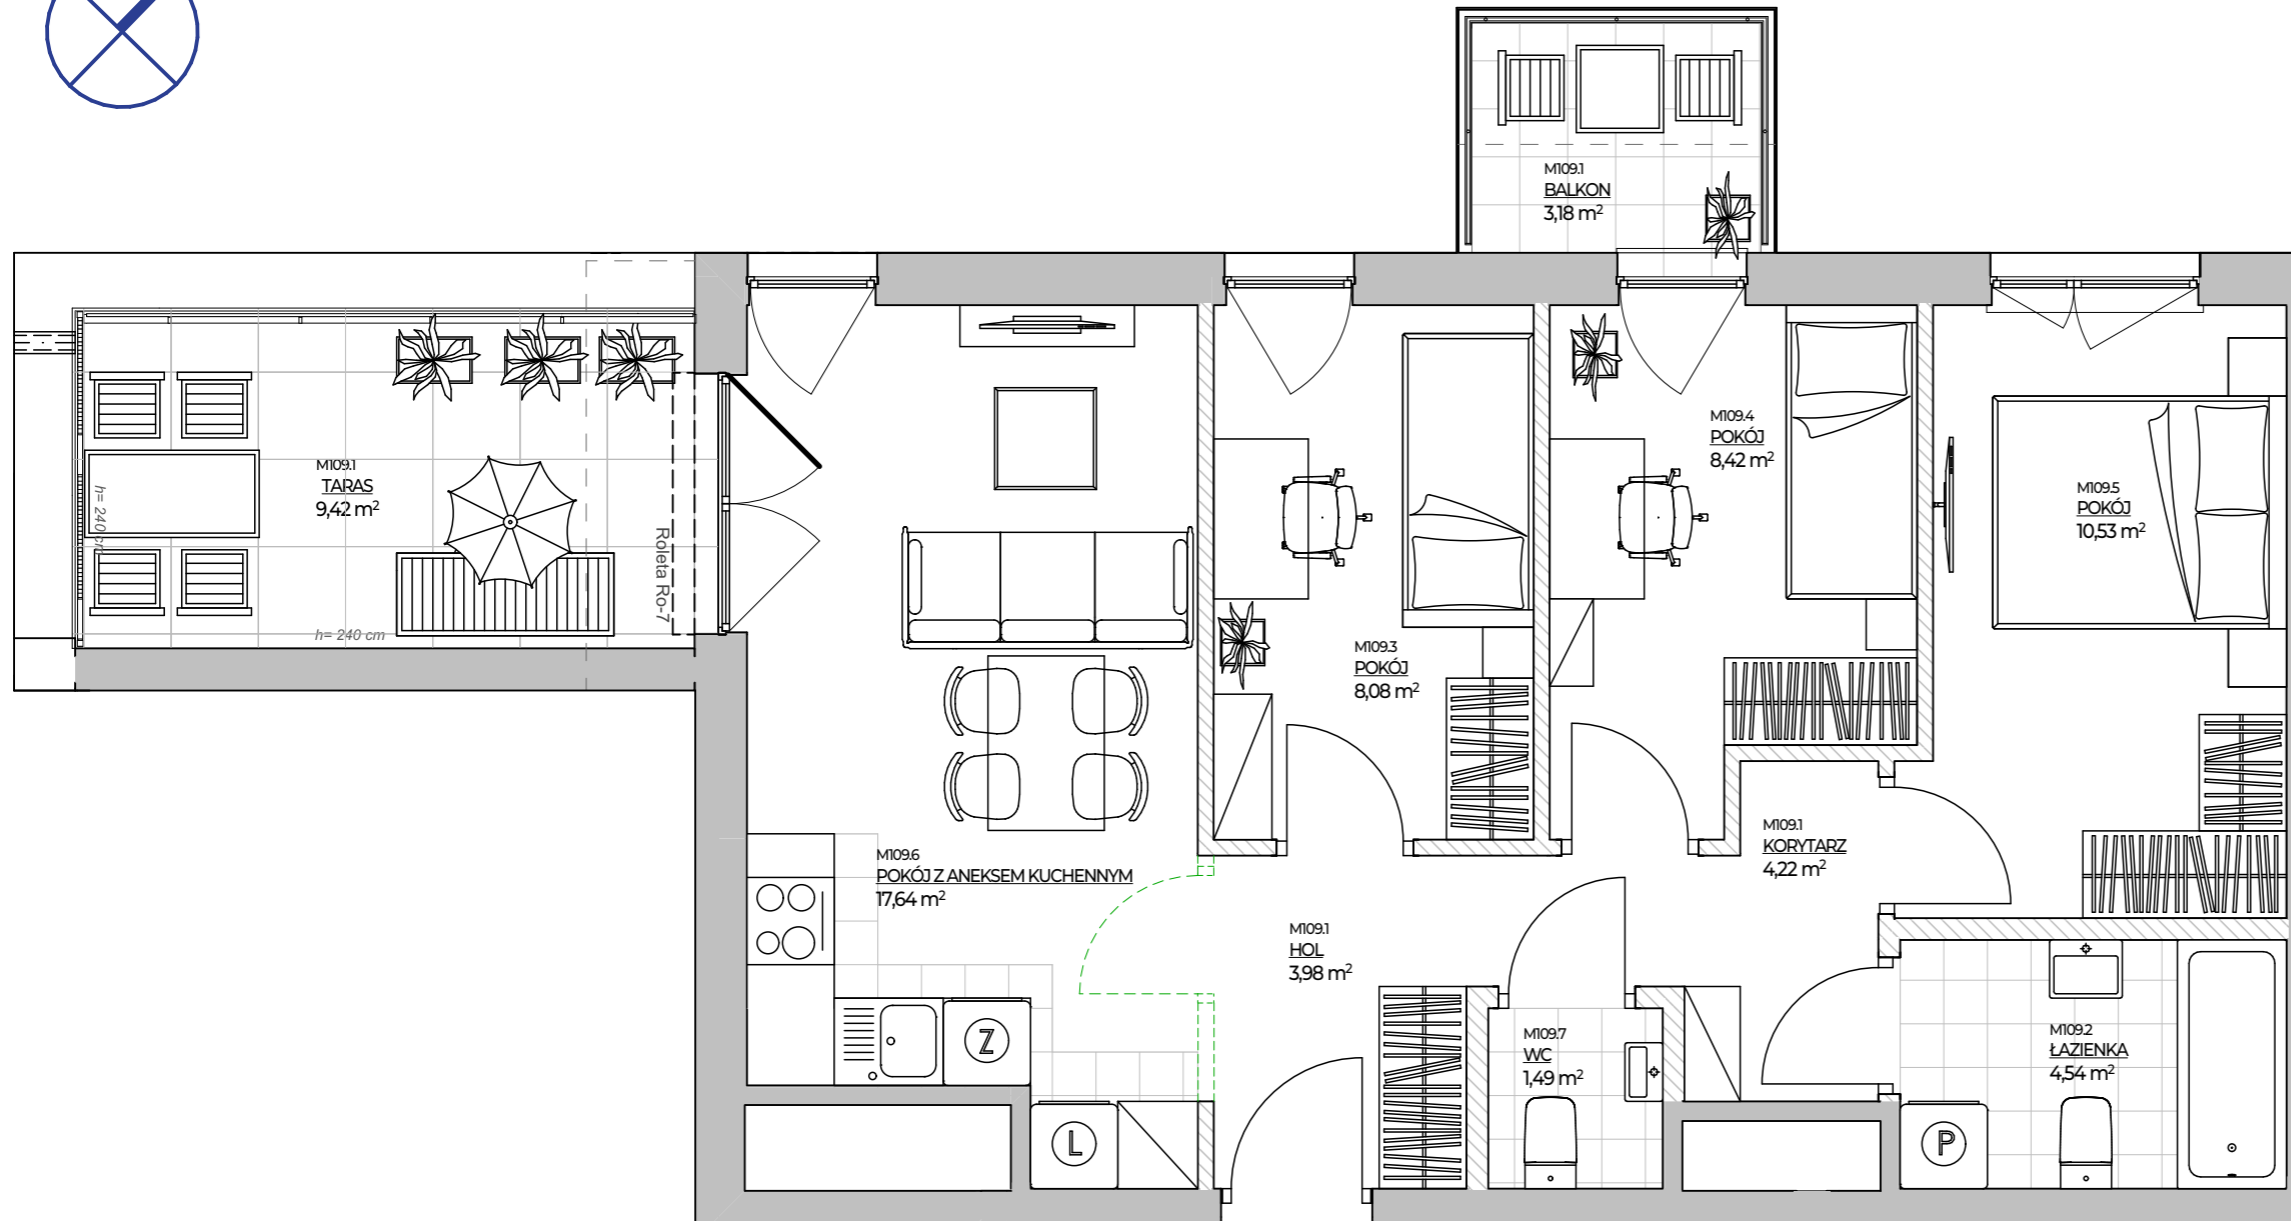 M109.1
BALKON
3,18 m²
M109.1
TARAS
9,42 m²
h= 240 cm
h= 240 cm
Roleta Ro-7
M109.4
POKÓJ
8,42 m²
M109.5
POKÓJ
10,53 m²
M109.3
POKÓJ
8,08 m²
M109.6
POKÓJ Z ANEKSEM KUCHENNYM
17,64 m²
M109.1
KORYTARZ
4,22 m²
M109.1
HOL
3,98 m²
M109.7
WC
1,49 m²
M109.2
ŁAZIENKA
4,54 m²
Z
L
P